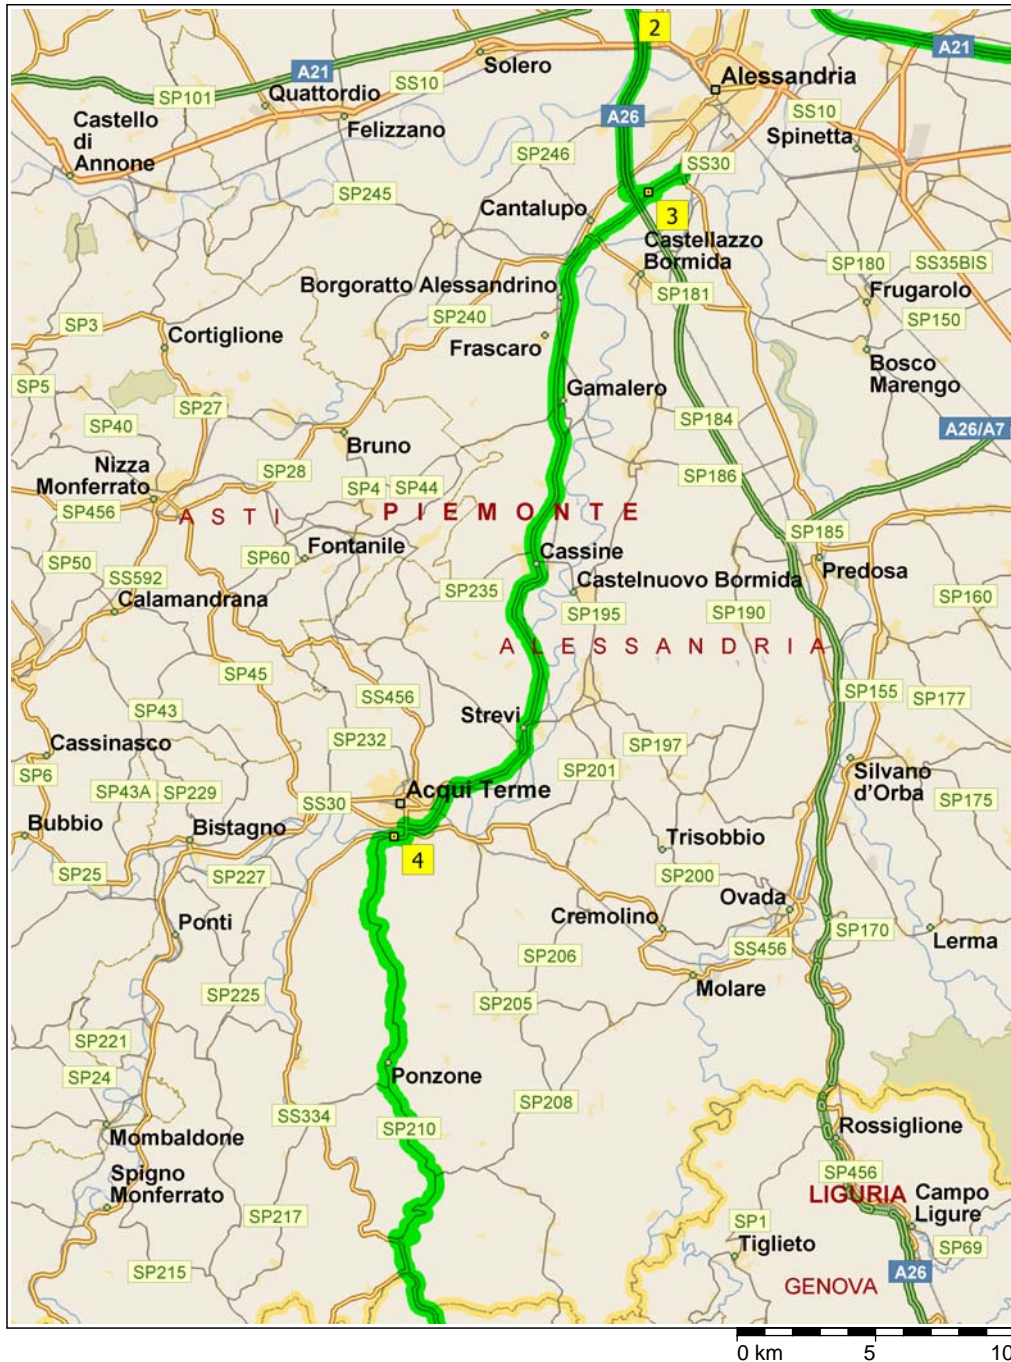 2
A21
A21
Solero
Alessandria
SS10
Quattordio
SP101
Castello
di
Annone
Felizzano
A26
SS10
Spinetta
SP246
SS30
SP245
Cantalupo
3
Castellazzo
Bormida
SP180
SS35BIS
Borgoratto Alessandrino
SP181
Frugarolo
SP3
SP240
SP150
Cortiglione
Frascaro
Bosco
Marengo
SP5
Gamalero
SP27
SP184
SP40
A26/A7
Bruno
Nizza
Monferrato
SP28
SP186
SP4
SP44
SP456
ASTI
PIEMONTE
SP185
Fontanile
SP50
SP60
Cassine
Predosa
SS592
SP235
Castelnuovo Bormida
Calamandrana
SP195
SP190
SP160
ALESSANDRIA
SP45
SP155
SP177
SS456
SP43
Strevi
SP232
Cassinasco
SP197
SP6
SP201
Silvano
d'Orba
SP43A
SP229
Acqui Terme
SS30
SP175
Bubbio
Bistagno
Trisobbio
4
SP25
SP227
SP200
Ovada
Ponti
Cremolino
SP170
Lerma
SS456
SP206
Molare
SP225
SP205
SP221
SP24
Ponzone
SP208
SS334
SP210
Rossiglione
Mombaldone
SP456
Spigno
Monferrato
LIGURIA
Campo
Ligure
SP217
SP1
Tiglieto
SP69
SP215
A26
GENOVA
0 km
5
10